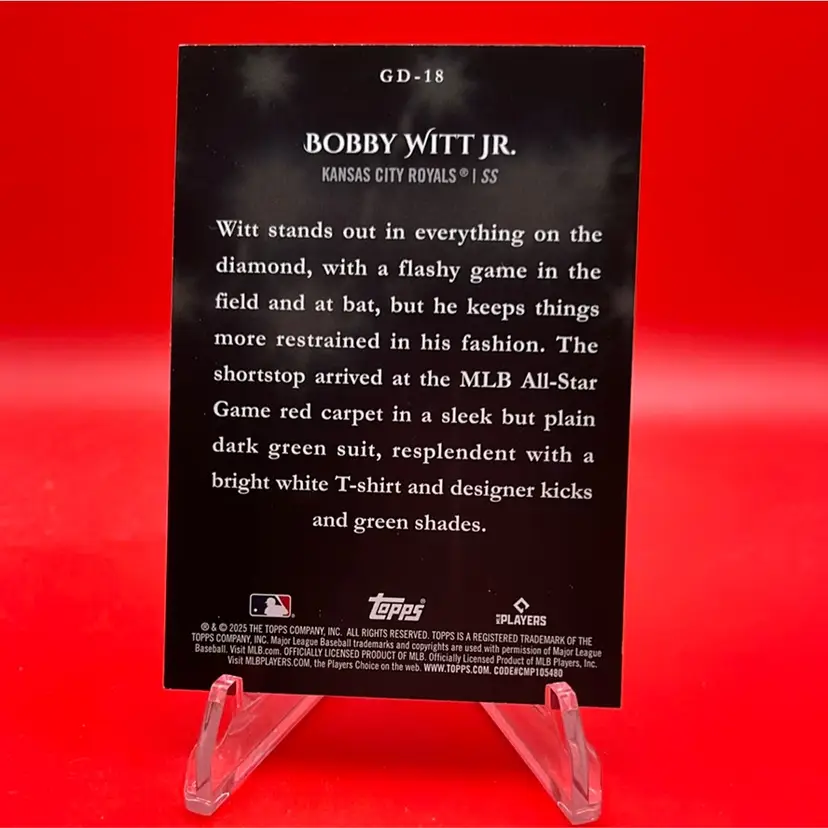 GD-18
BOBBY WITT JR.
KANSAS CITY ROYALS® | SS
Witt stands out in everything on the
diamond, with a flashy game in the
field and at bat, but he keeps things
more restrained in his fashion. The
shortstop arrived at the MLB All-Star
Game red carpet in a sleek but plain
dark green suit, resplendent with a
bright white T-shirt and designer kicks
and green shades.
Topps®
MLB PLAYERS
® & © 2025 THE TOPPS COMPANY, INC. ALL RIGHTS RESERVED. TOPPS IS A REGISTERED TRADEMARK OF THE
TOPPS COMPANY, INC. Major League Baseball trademarks and copyrights are used with permission of Major League
Baseball. Visit MLB.com. OFFICIALLY LICENSED PRODUCT OF MLB. Officially Licensed Product of MLB Players, Inc.
Visit MLBPLAYERS.COM, the Players Choice on the web. WWW.TOPPS.COM. CODE#CMP105480